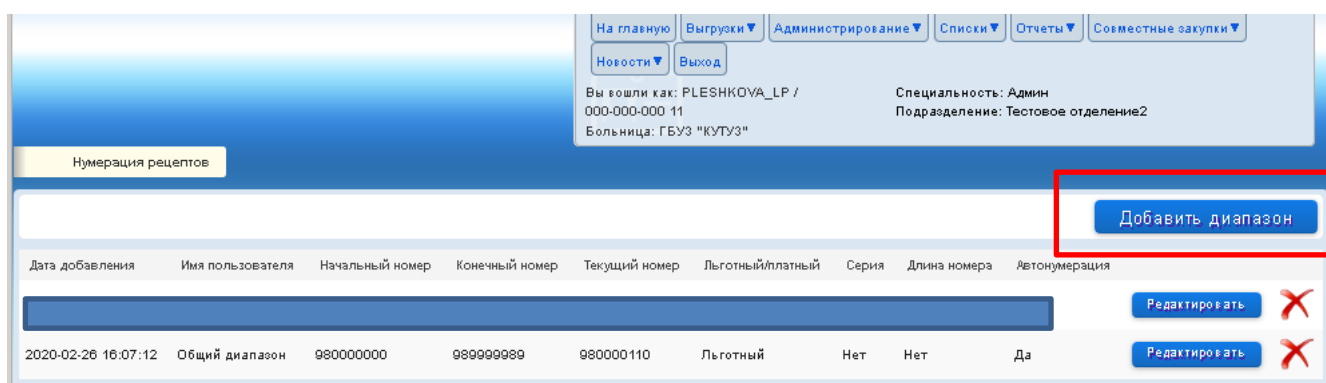 На главную Выгрузки▼ Администрирование▼ Списки▼ Отчеты▼ Совместные закупки▼
Новости▼ Выход
Вы вошли как: PLESHKOVA_LP / Специальность: Админ
000-000-000 11 Подразделение: Тестовое отделение2
Больница: ГБУЗ "КУТУЗ"
Нумерация рецептов
Добавить диапазон
Дата добавления Имя пользователя Начальный номер Конечный номер Текущий номер Льготный/платный Серия Длина номера Автонумерация
Редактировать
2020-02-26 16:07:12 Общий диапазон 980000000 989999989 980000110 Льготный Нет Нет Да Редактировать